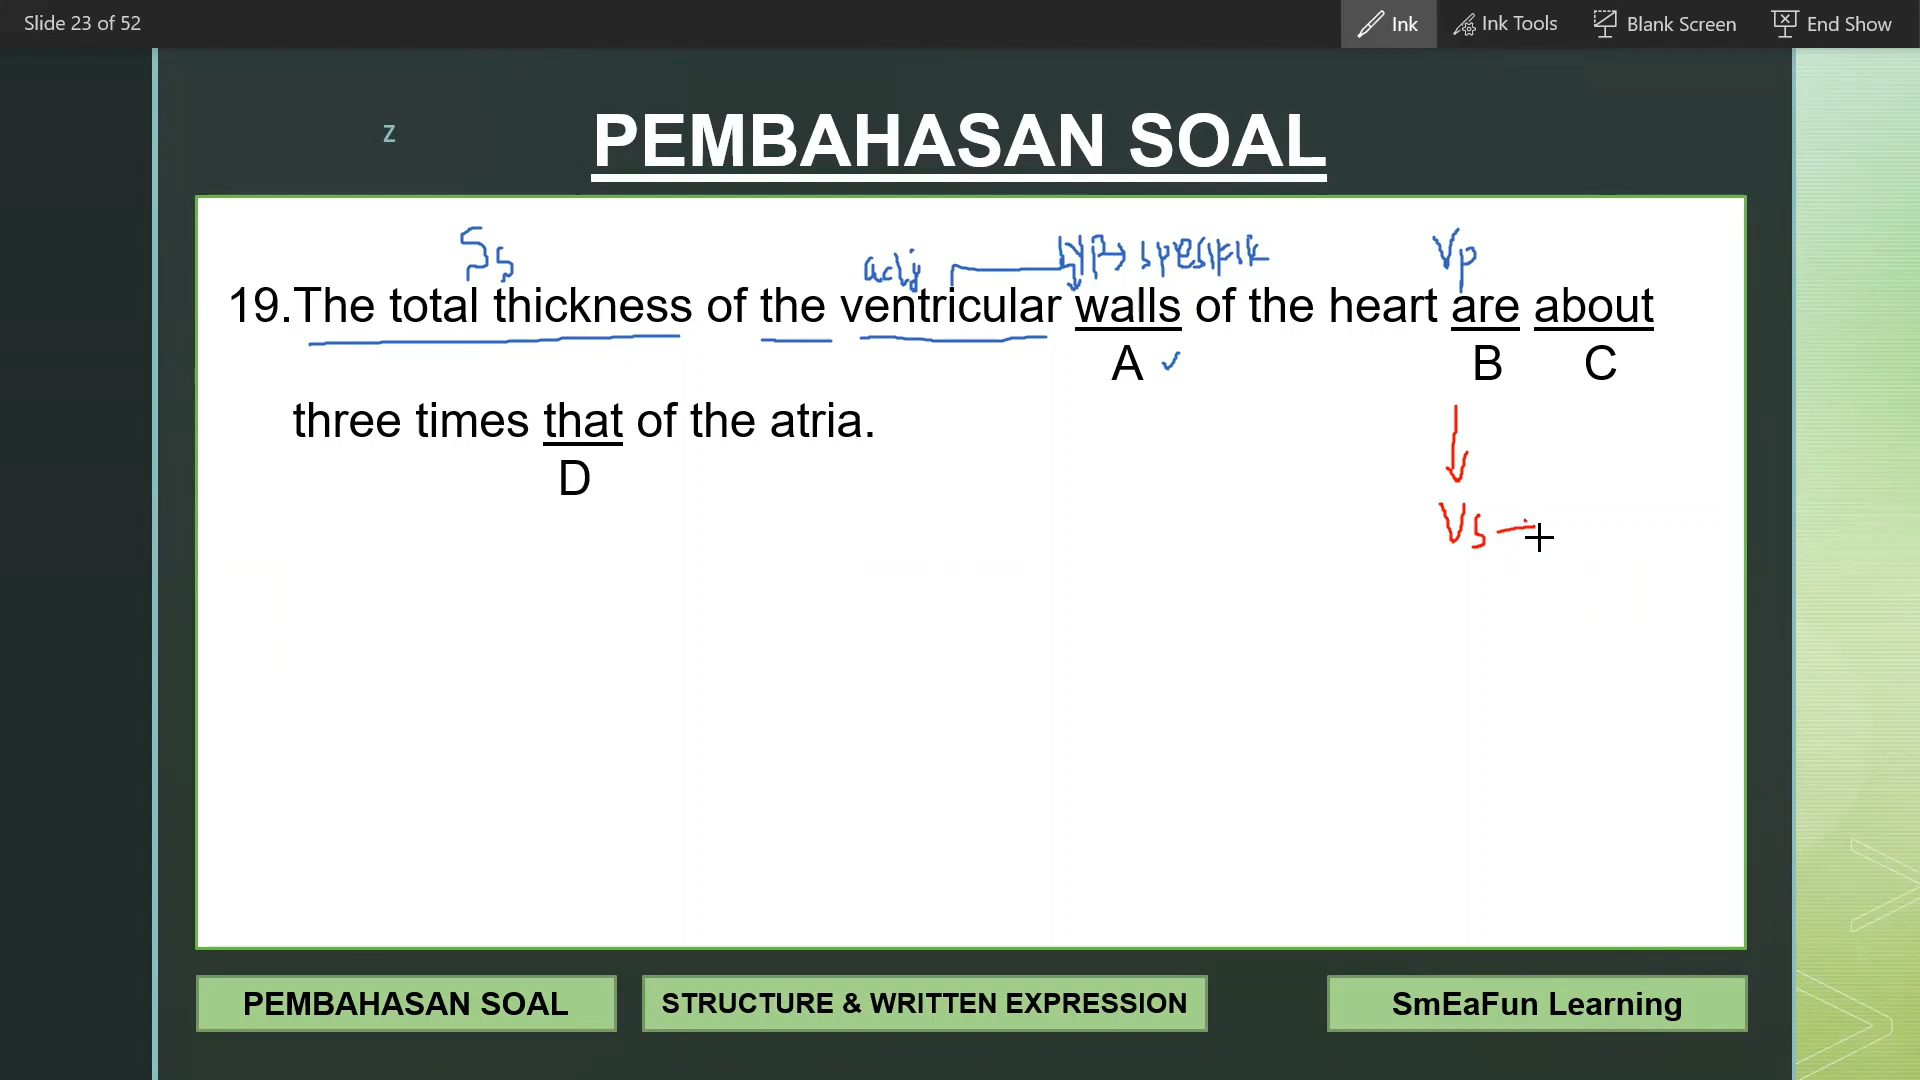 Slide 23 of 52
Ink
Ink Tools
Blank Screen
End Show
z
PEMBAHASAN SOAL
Ss
adj
Vp
19.The total thickness of the ventricular walls of the heart are about
A ✓
B
C
three times that of the atria.
D
Vs
PEMBAHASAN SOAL
STRUCTURE & WRITTEN EXPRESSION
SmEaFun Learning